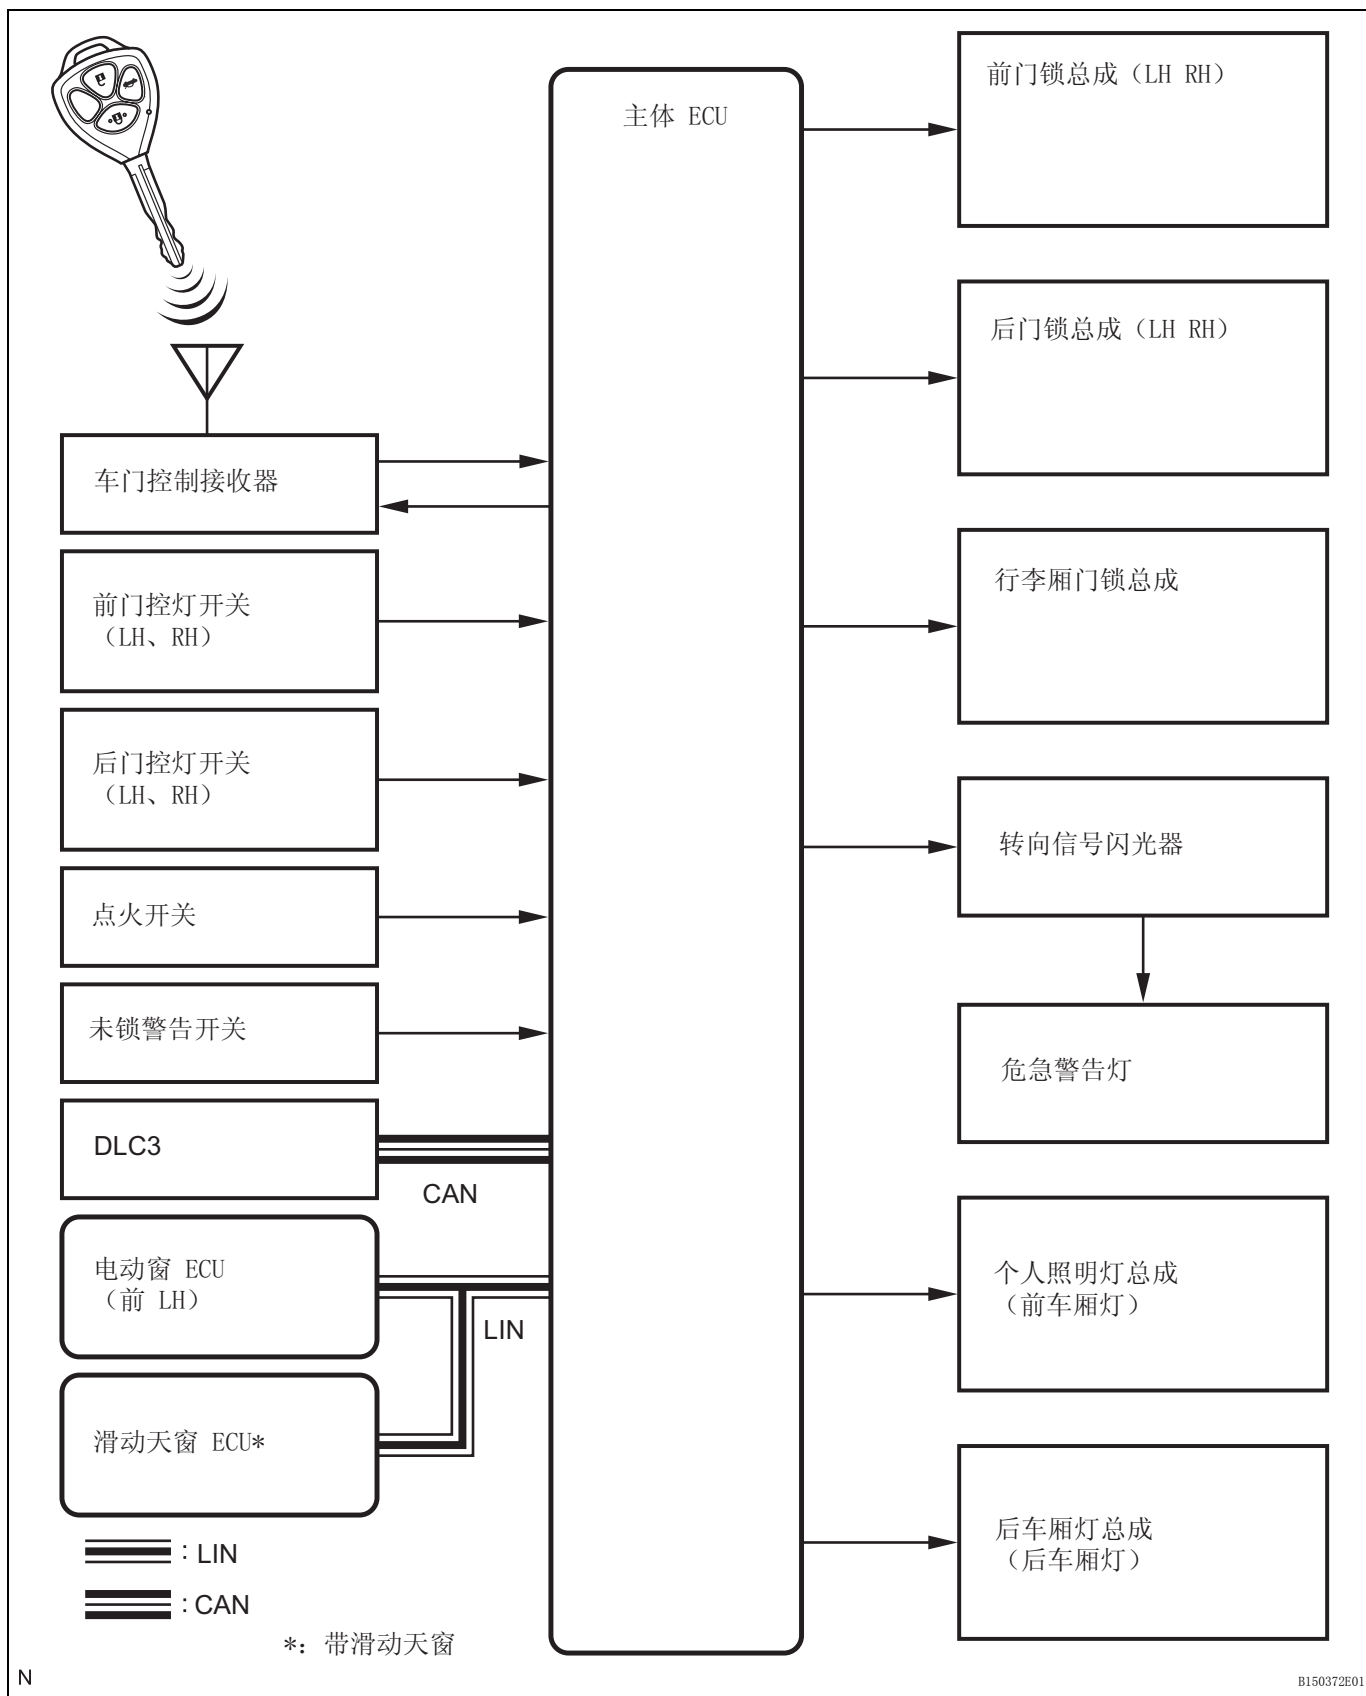 主体 ECU
前门锁总成（LH RH）
后门锁总成（LH RH）
车门控制接收器
行李厢门锁总成
前门控灯开关
（LH、RH）
后门控灯开关
（LH、RH）
转向信号闪光器
点火开关
未锁警告开关
危急警告灯
DLC3
CAN
电动窗 ECU
（前 LH）
个人照明灯总成
（前车厢灯）
LIN
滑动天窗 ECU*
后车厢灯总成
（后车厢灯）
: LIN
: CAN
*: 带滑动天窗
N
B150372E01